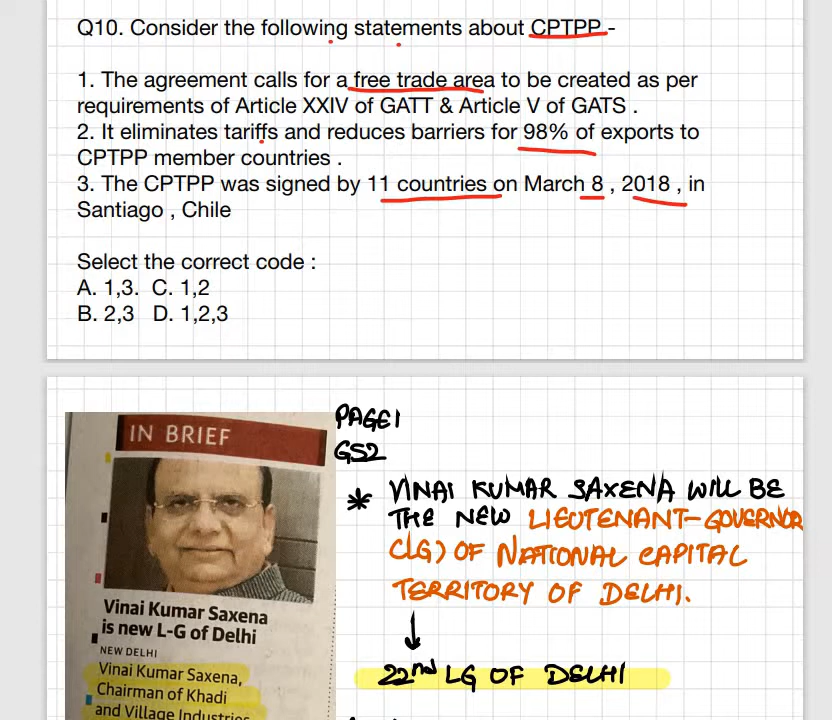 Q10. Consider the following statements about CPTPP -
1. The agreement calls for a free trade area to be created as per
requirements of Article XXIV of GATT & Article V of GATS .
2. It eliminates tariffs and reduces barriers for 98% of exports to
CPTPP member countries .
3. The CPTPP was signed by 11 countries on March 8 , 2018 , in
Santiago , Chile
Select the correct code :
A. 1,3. C. 1,2
B. 2,3 D. 1,2,3
IN BRIEF
Vinai Kumar Saxena
is new L-G of Delhi
NEW DELHI
Vinai Kumar Saxena,
Chairman of Khadi
and Village Industries
PAGE1
GS2
* VINAI KUMAR SAXENA WILL BE
THE NEW LIEUTENANT-GOVERNOR
(LG) OF NATIONAL CAPITAL
TERRITORY OF DELHI.
22nd LG OF DELHI